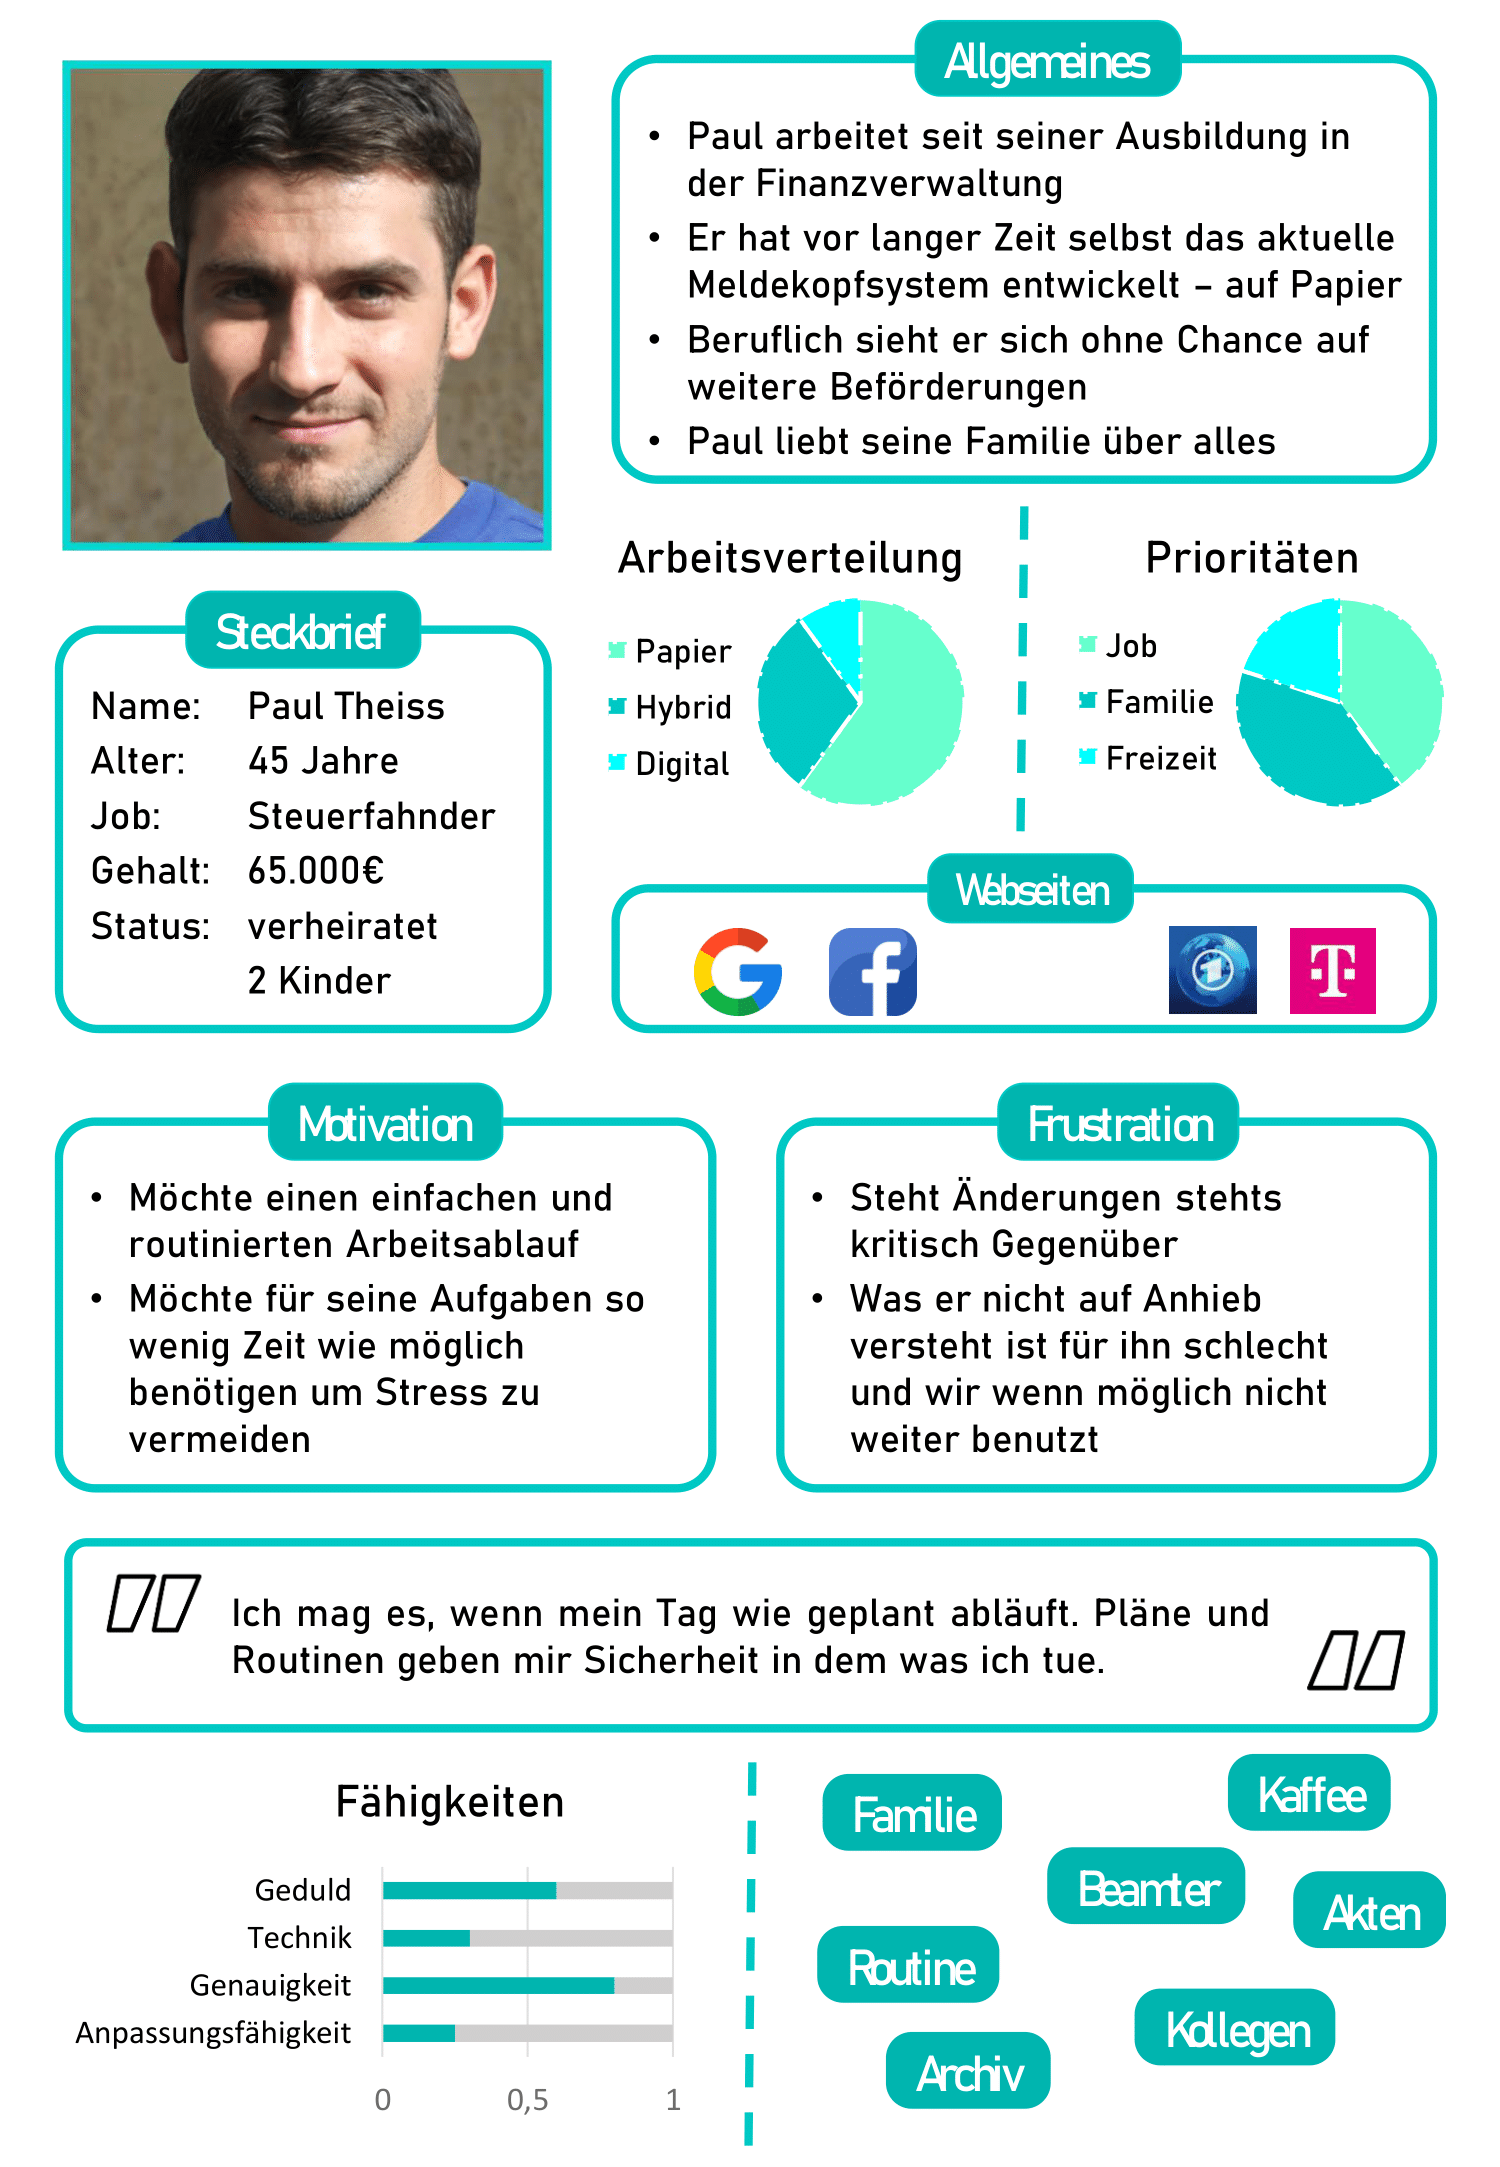 Allgemeines
• Paul arbeitet seit seiner Ausbildung in
der Finanzverwaltung
• Er hat vor langer Zeit selbst das aktuelle
Meldekopfsystem entwickelt – auf Papier
• Beruflich sieht er sich ohne Chance auf
weitere Beförderungen
• Paul liebt seine Familie über alles
Steckbrief
Name: Paul Theiss
Alter: 45 Jahre
Job: Steuerfahnder
Gehalt: 65.000€
Status: verheiratet
2 Kinder
Arbeitsverteilung
Papier
Hybrid
Digital
Prioritäten
Job
Familie
Freizeit
Webseiten
G
f
1
T
Motivation
• Möchte einen einfachen und
routinierten Arbeitsablauf
• Möchte für seine Aufgaben so
wenig Zeit wie möglich
benötigen um Stress zu
vermeiden
Frustration
• Steht Änderungen stehts
kritisch Gegenüber
• Was er nicht auf Anhieb
versteht ist für ihn schlecht
und wir wenn möglich nicht
weiter benutzt
"Ich mag es, wenn mein Tag wie geplant abläuft. Pläne und
Routinen geben mir Sicherheit in dem was ich tue."
Fähigkeiten
Geduld
Technik
Genauigkeit
Anpassungsfähigkeit
0 0,5 1
Familie
Kaffee
Beamter
Akten
Routine
Kollegen
Archiv